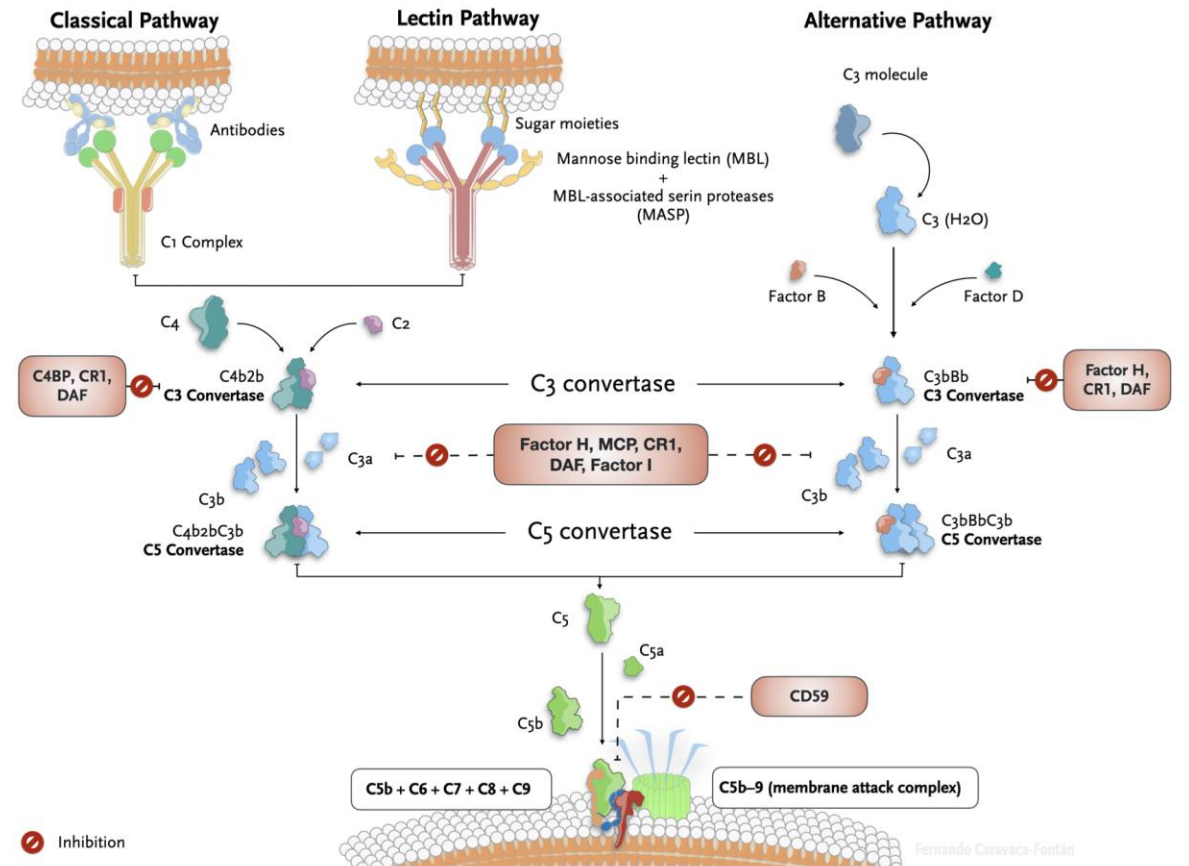 Classical Pathway
Lectin Pathway
Alternative Pathway
C3 molecule
Antibodies
Sugar moieties
Mannose binding lectin (MBL)
+
MBL-associated serin proteases
(MASP)
C1 Complex
C3 (H2O)
Factor B
Factor D
C4
C2
C4BP, CR1,
DAF
C4b2b
C3 Convertase
C3 convertase
C3bBb
C3 Convertase
Factor H,
CR1, DAF
Factor H, MCP, CR1,
DAF, Factor I
C3a
C3b
C3a
C3b
C4b2bC3b
C5 Convertase
C5 convertase
C3bBbC3b
C5 Convertase
C5
C5a
C5b
CD59
C5b + C6 + C7 + C8 + C9
C5b–9 (membrane attack complex)
Inhibition
Fernando Caravaca-Fontán